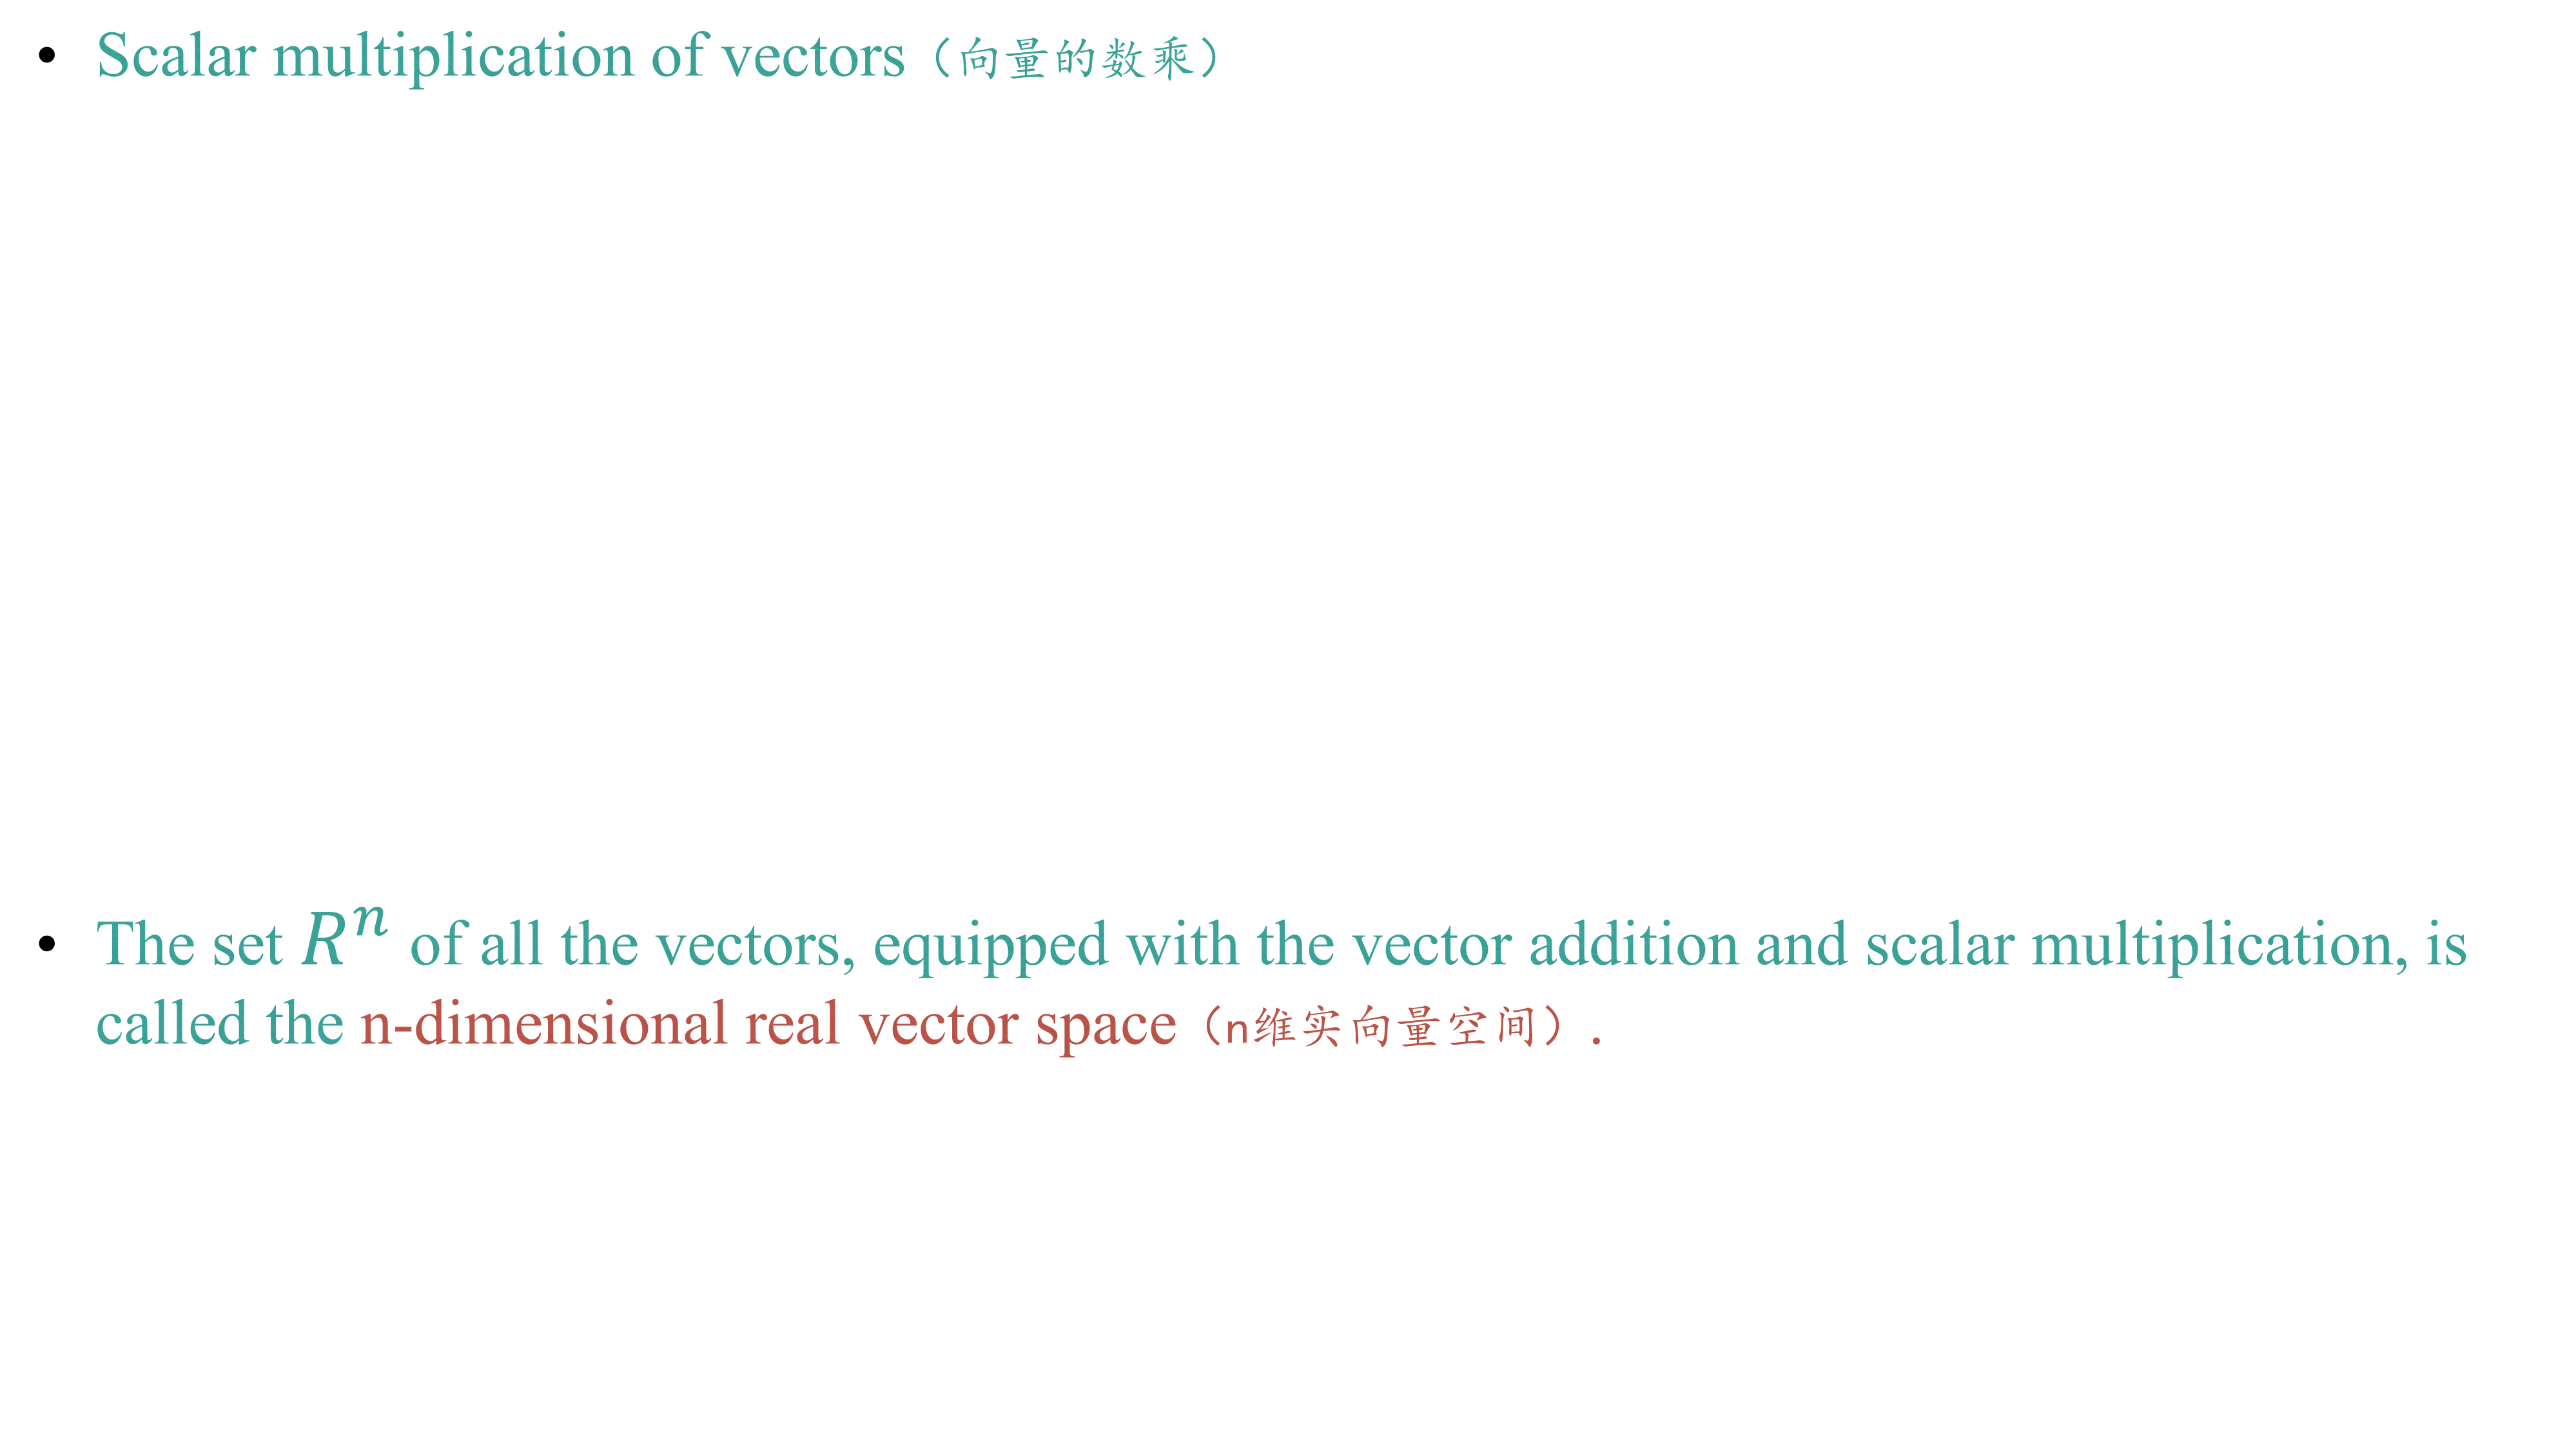 • Scalar multiplication of vectors（向量的数乘）
• The set 𝑅ⁿ of all the vectors, equipped with the vector addition and scalar multiplication, is
called the n-dimensional real vector space（n维实向量空间）.